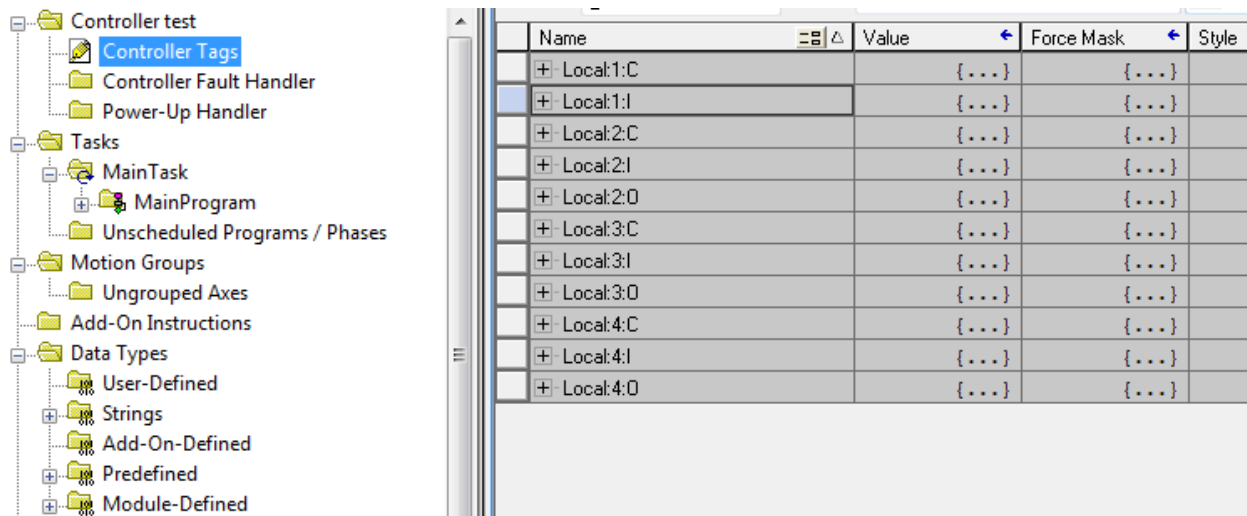 Controller test
Controller Tags
Controller Fault Handler
Power-Up Handler
Tasks
MainTask
MainProgram
Unscheduled Programs / Phases
Motion Groups
Ungrouped Axes
Add-On Instructions
Data Types
User-Defined
Strings
Add-On-Defined
Predefined
Module-Defined
Name Value Force Mask Style
Local:1:C {...} {...}
Local:1:I {...} {...}
Local:2:C {...} {...}
Local:2:I {...} {...}
Local:2:O {...} {...}
Local:3:C {...} {...}
Local:3:I {...} {...}
Local:3:O {...} {...}
Local:4:C {...} {...}
Local:4:I {...} {...}
Local:4:O {...} {...}